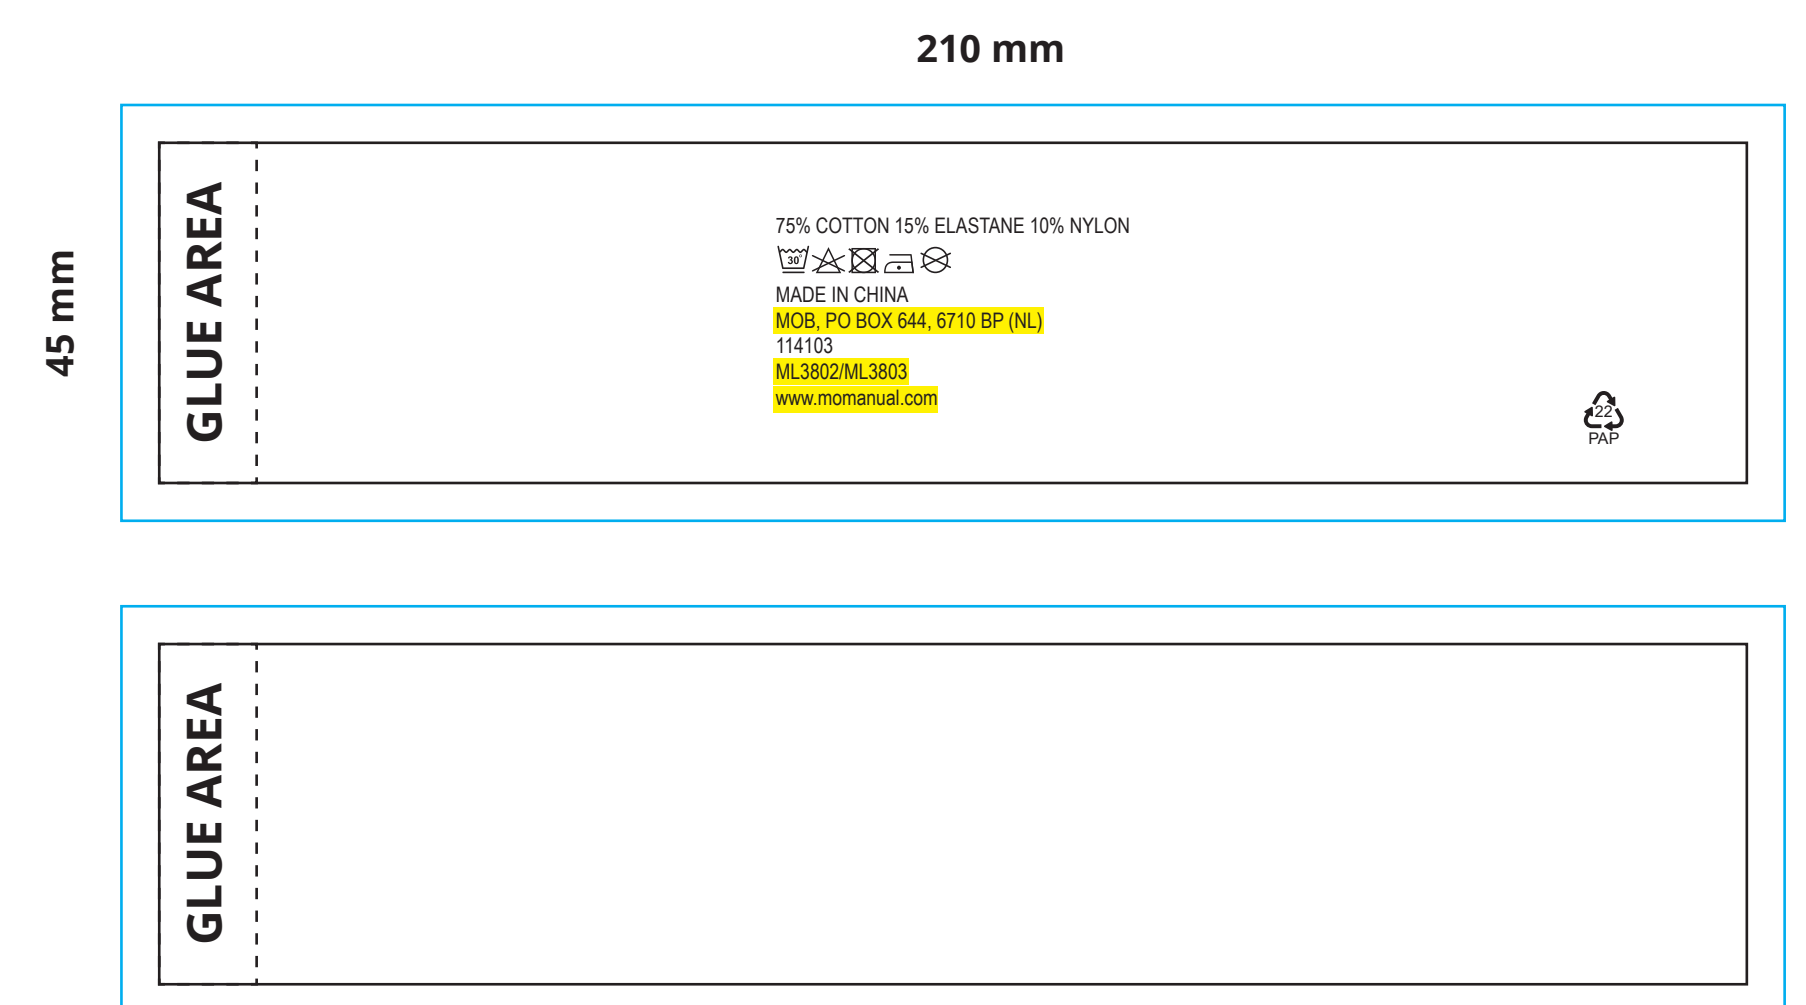 210 mm
45 mm
GLUE AREA
75% COTTON 15% ELASTANE 10% NYLON
30°
MADE IN CHINA
MOB, PO BOX 644, 6710 BP (NL)
114103
ML3802/ML3803
www.momanual.com
22
PAP
GLUE AREA